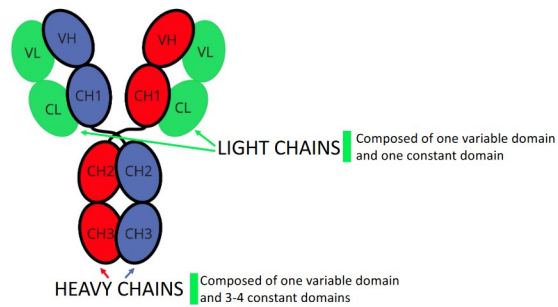 VL VH VH VL
CL CH1 CH1 CL
LIGHT CHAINS
Composed of one variable domain
and one constant domain
CH2 CH2
CH3 CH3
HEAVY CHAINS
Composed of one variable domain
and 3-4 constant domains